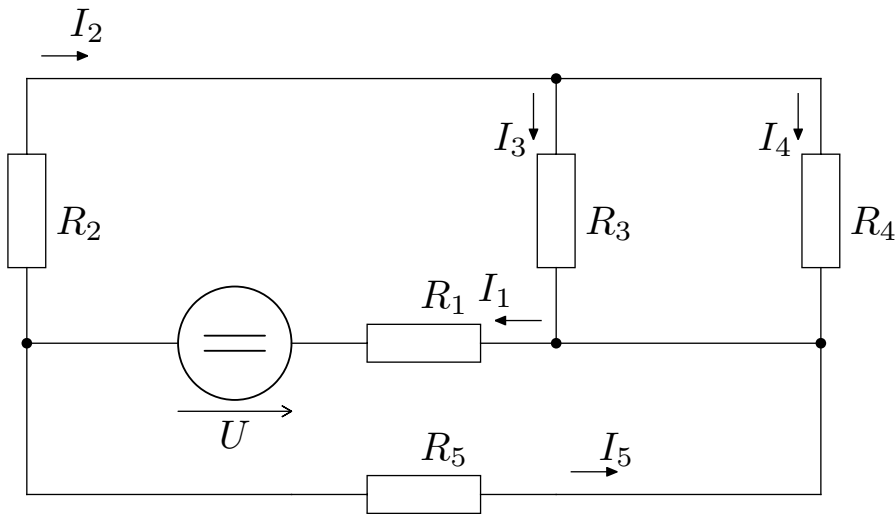 I₂
I₃
I₄
R₂
R₃
R₄
R₁
I₁
U
R₅
I₅